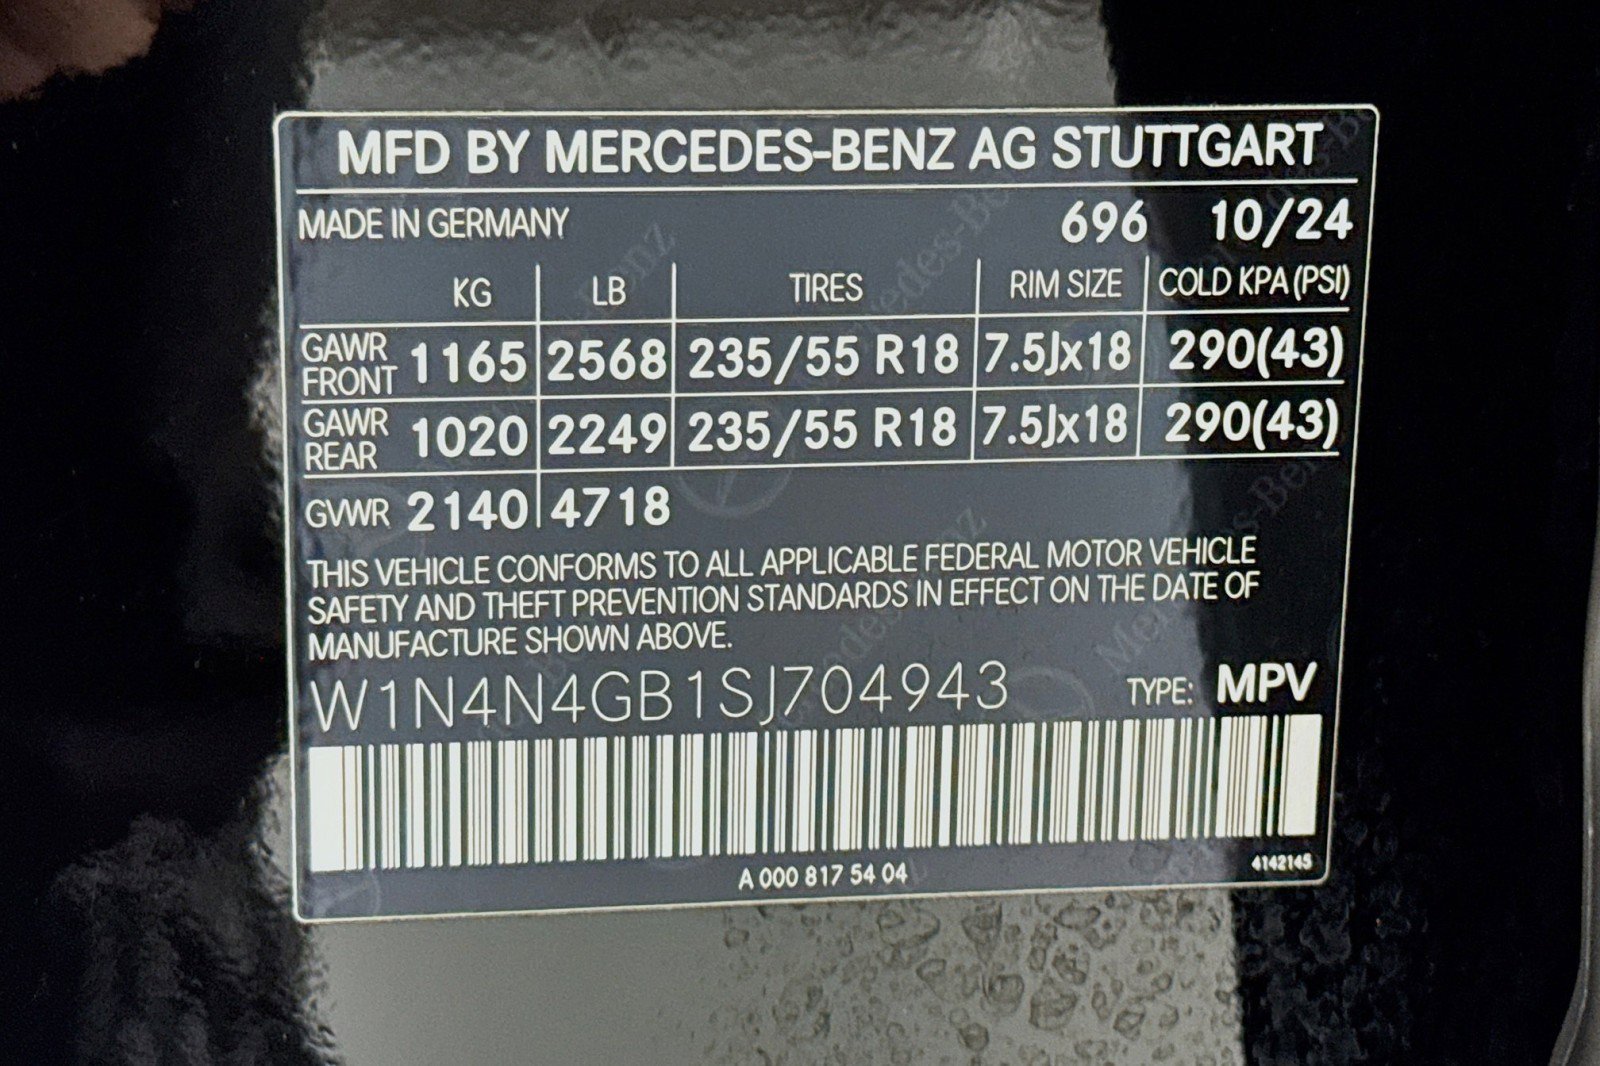 MFD BY MERCEDES-BENZ AG STUTTGART
MADE IN GERMANY 696 10/24
KG LB TIRES RIM SIZE COLD KPA (PSI)
GAWR FRONT 1165 2568 235/55 R18 7.5Jx18 290(43)
GAWR REAR 1020 2249 235/55 R18 7.5Jx18 290(43)
GVWR 2140 4718
THIS VEHICLE CONFORMS TO ALL APPLICABLE FEDERAL MOTOR VEHICLE
SAFETY AND THEFT PREVENTION STANDARDS IN EFFECT ON THE DATE OF
MANUFACTURE SHOWN ABOVE.
W1N4N4GB1SJ704943 TYPE: MPV
A 000 817 54 04 4142145